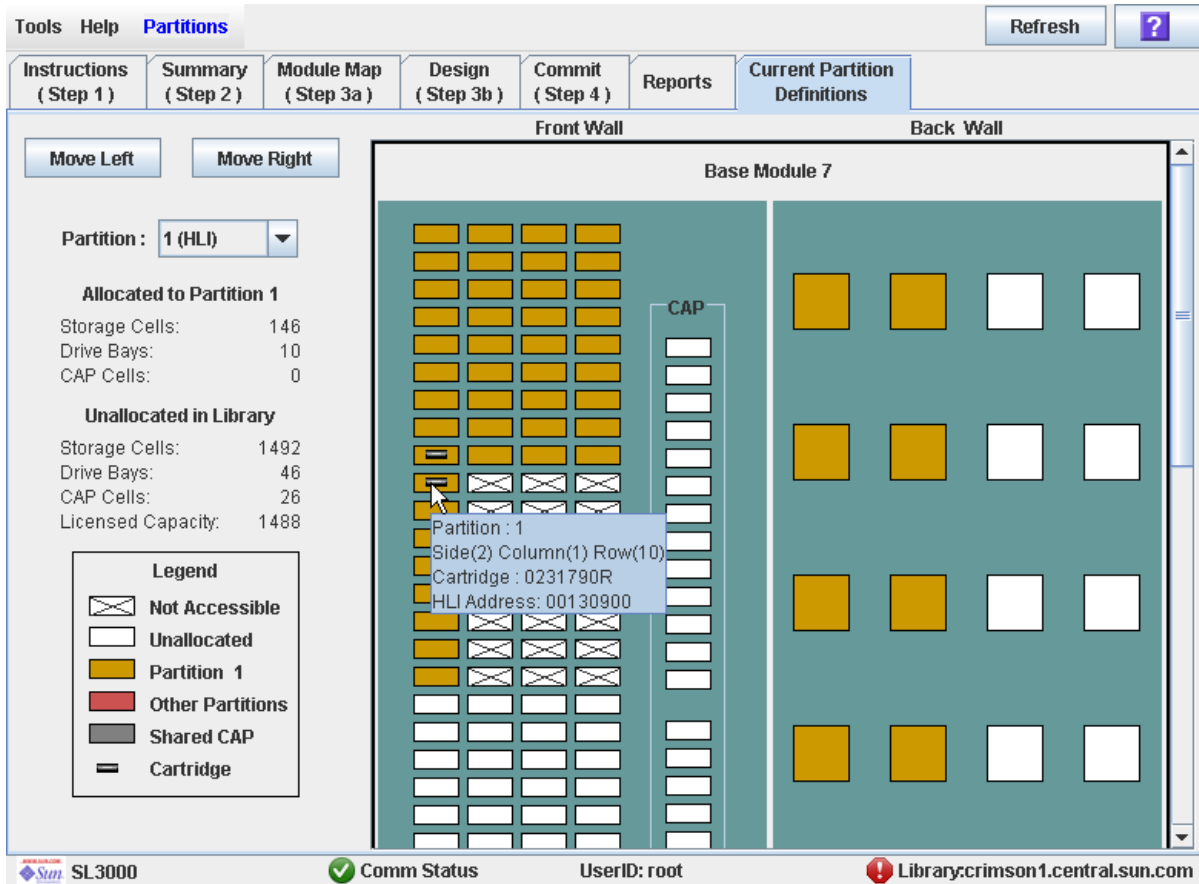 Tools Help Partitions
Refresh ?
Instructions ( Step 1 )
Summary ( Step 2 )
Module Map ( Step 3a )
Design ( Step 3b )
Commit ( Step 4 )
Reports
Current Partition Definitions
Move Left Move Right
Front Wall Back Wall
Base Module 7
Partition : 1 (HLI)
Allocated to Partition 1
Storage Cells: 146
Drive Bays: 10
CAP Cells: 0
Unallocated in Library
Storage Cells: 1492
Drive Bays: 46
CAP Cells: 26
Licensed Capacity: 1488
Legend
Not Accessible
Unallocated
Partition 1
Other Partitions
Shared CAP
Cartridge
CAP
Partition : 1
Side(2) Column(1) Row(10)
Cartridge : 0231790R
HLI Address: 00130900
Sun SL3000
Comm Status
UserID: root
Library:crimson1.central.sun.com